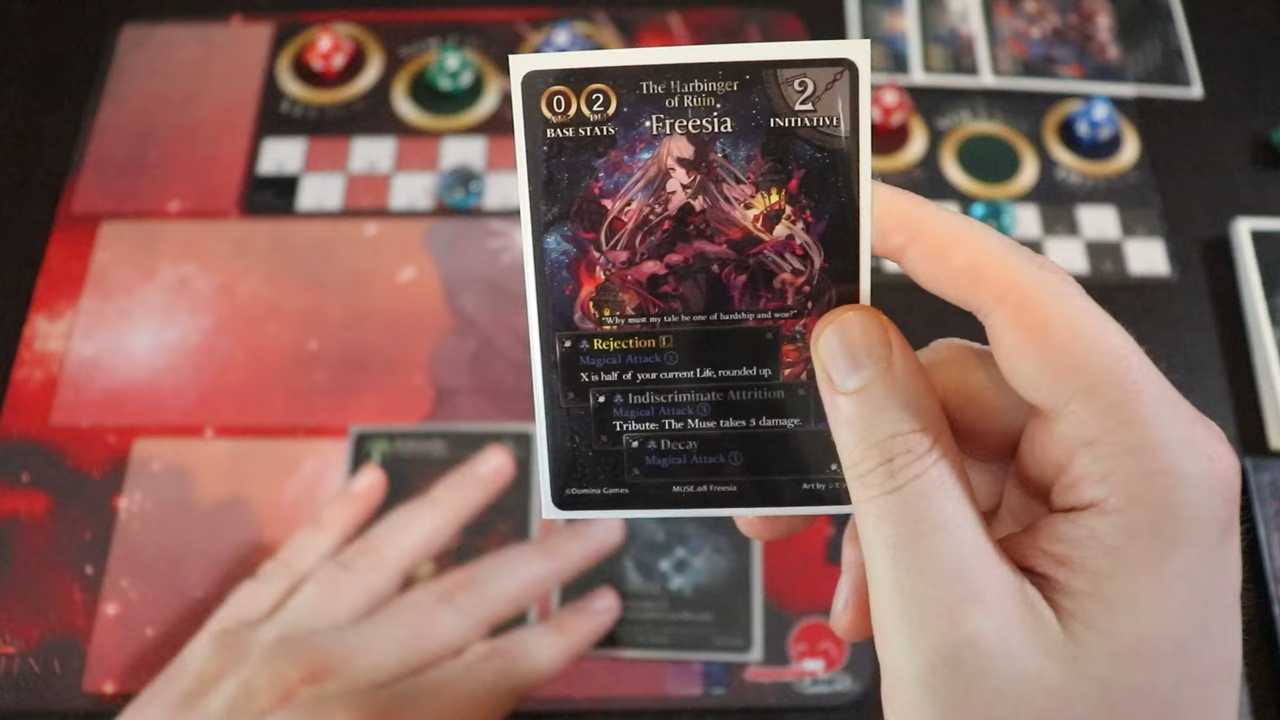 The Harbinger
of Ruin
Freesia
0 2
BASE STATS
2
INITIATIVE
"Why must my tale be one of hardship and woe?"
Rejection L
Magical Attack X
X is half of your current Life, rounded up.
Indiscriminate Attrition
Magical Attack 3
Tribute: The Muse takes 3 damage.
Decay
Magical Attack 1
©Domina Games
MUSE.08 Freesia
Art by